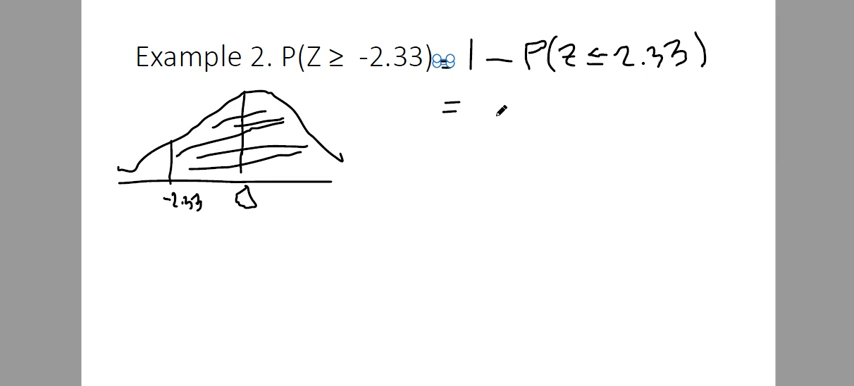 Example 2. P(Z ≥ -2.33) = 1 - P(Z ≤ 2.33)
=
-2.33 0